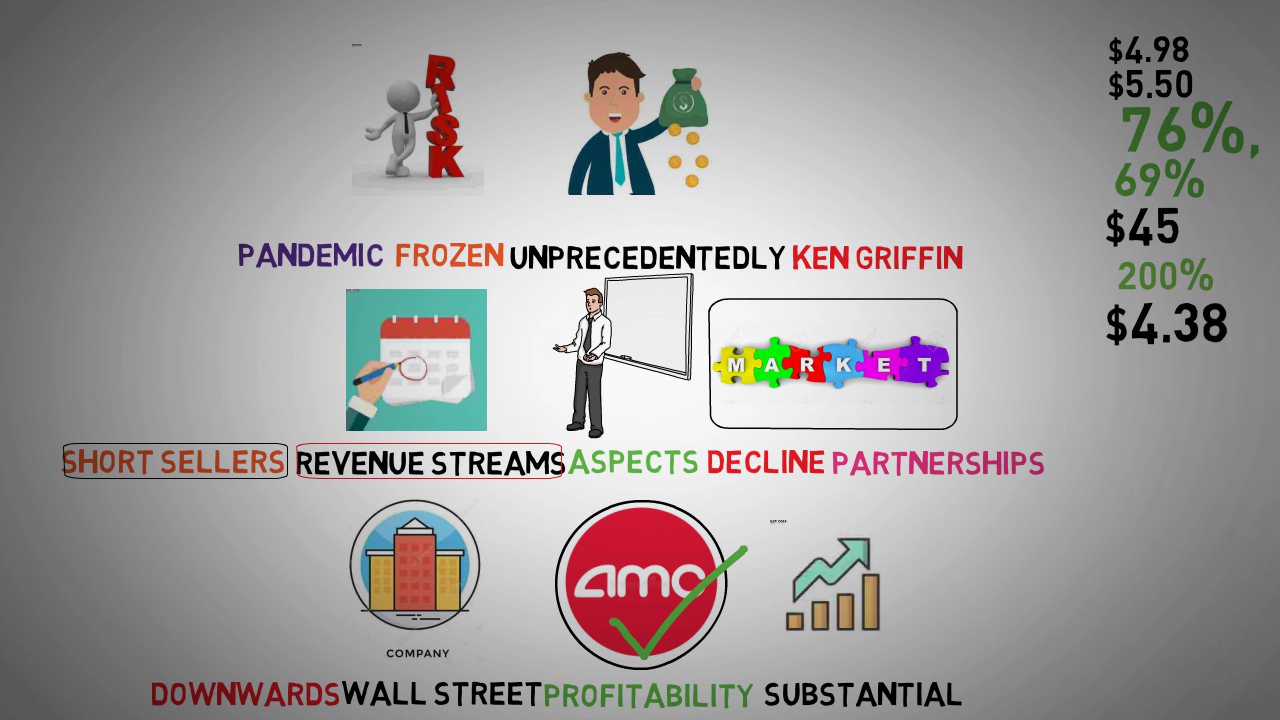 RISK
$
PANDEMIC FROZEN UNPRECEDENTEDLY KEN GRIFFIN
MARKET
SHORT SELLERS REVENUE STREAMS ASPECTS DECLINE PARTNERSHIPS
amc
COMPANY
DOWNWARDS WALL STREET PROFITABILITY SUBSTANTIAL
$4.98
$5.50
76%,
69%
$45
200%
$4.38